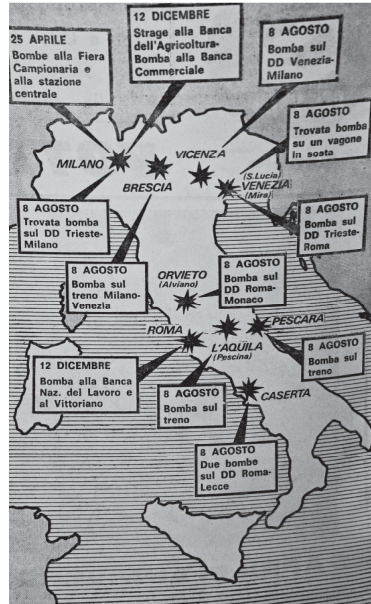 25 APRILE
Bombe alla Fiera
Campionaria e
alla stazione
centrale
12 DICEMBRE
Strage alla Banca
dell'Agricoltura-
Bomba alla Banca
Commerciale
8 AGOSTO
Bomba sul
DD Venezia-
Milano
8 AGOSTO
Trovata bomba
su un vagone
in sosta
MILANO
VICENZA
BRESCIA
(S.Lucia)
VENEZIA
(Mira)
8 AGOSTO
Trovata bomba
sul DD Trieste-
Milano
8 AGOSTO
Bomba sul
DD Trieste-
Roma
8 AGOSTO
Bomba sul
treno Milano-
Venezia
ORVIETO
(Alviano)
8 AGOSTO
Bomba su
DD Roma-
Monaco
ROMA
L'AQUILA
(Pescina)
PESCARA
12 DICEMBRE
Bomba alla Banca
Naz. del Lavoro e
al Vittoriano
8 AGOSTO
Bomba sul
treno
8 AGOSTO
Bomba sul
treno
CASERTA
8 AGOSTO
Due bombe
sul DD Roma-
Lecce